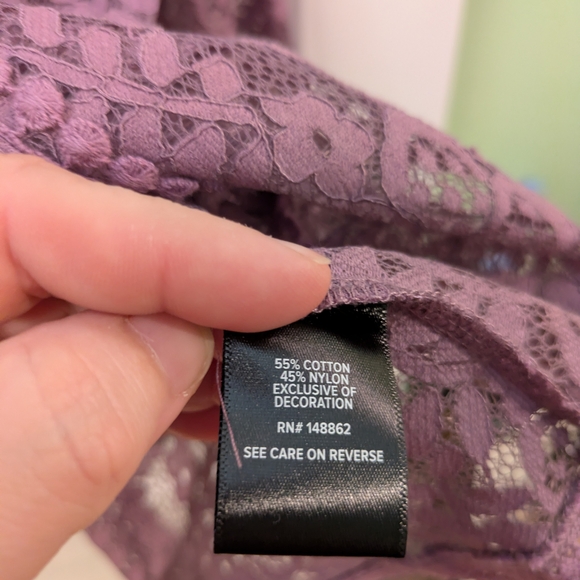 55% COTTON
45% NYLON
EXCLUSIVE OF
DECORATION
RN# 148862
SEE CARE ON REVERSE